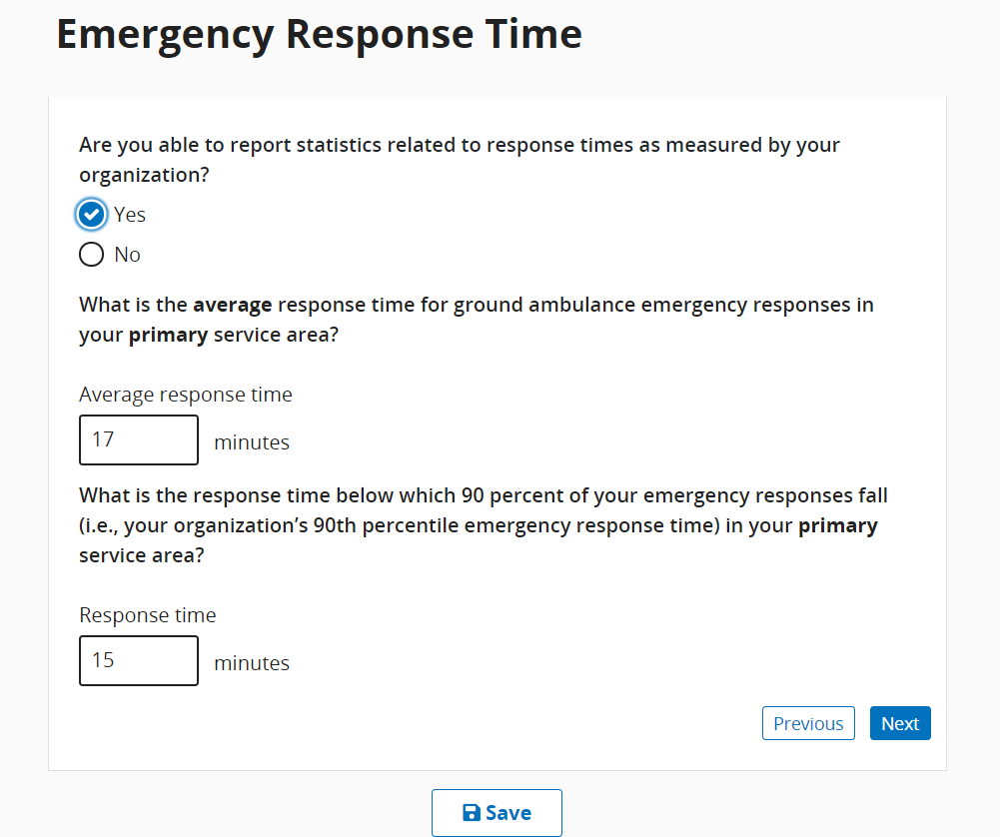 Emergency Response Time
Are you able to report statistics related to response times as measured by your
organization?
Yes
No
What is the average response time for ground ambulance emergency responses in
your primary service area?
Average response time
17 minutes
What is the response time below which 90 percent of your emergency responses fall
(i.e., your organization’s 90th percentile emergency response time) in your primary
service area?
Response time
15 minutes
Previous Next
Save